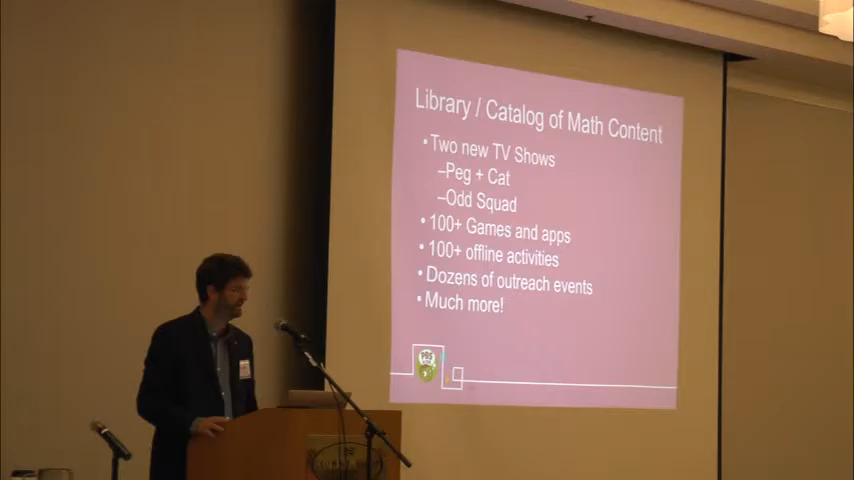 Library / Catalog of Math Content
•Two new TV Shows
–Peg + Cat
–Odd Squad
• 100+ Games and apps
• 100+ offline activities
• Dozens of outreach events
• Much more!